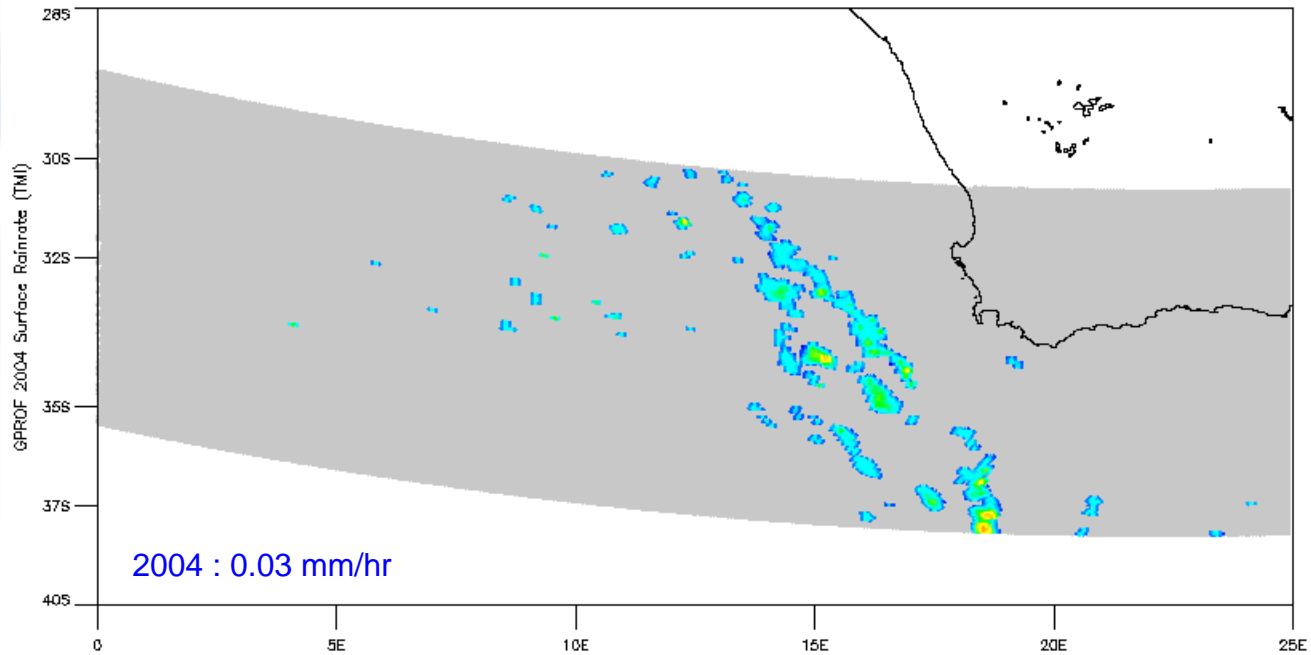 28S
30S
32S
35S
37S
40S
GPROF 2004 Surface Rainrate (TMI)
2004 : 0.03 mm/hr
0
5E
10E
15E
20E
25E